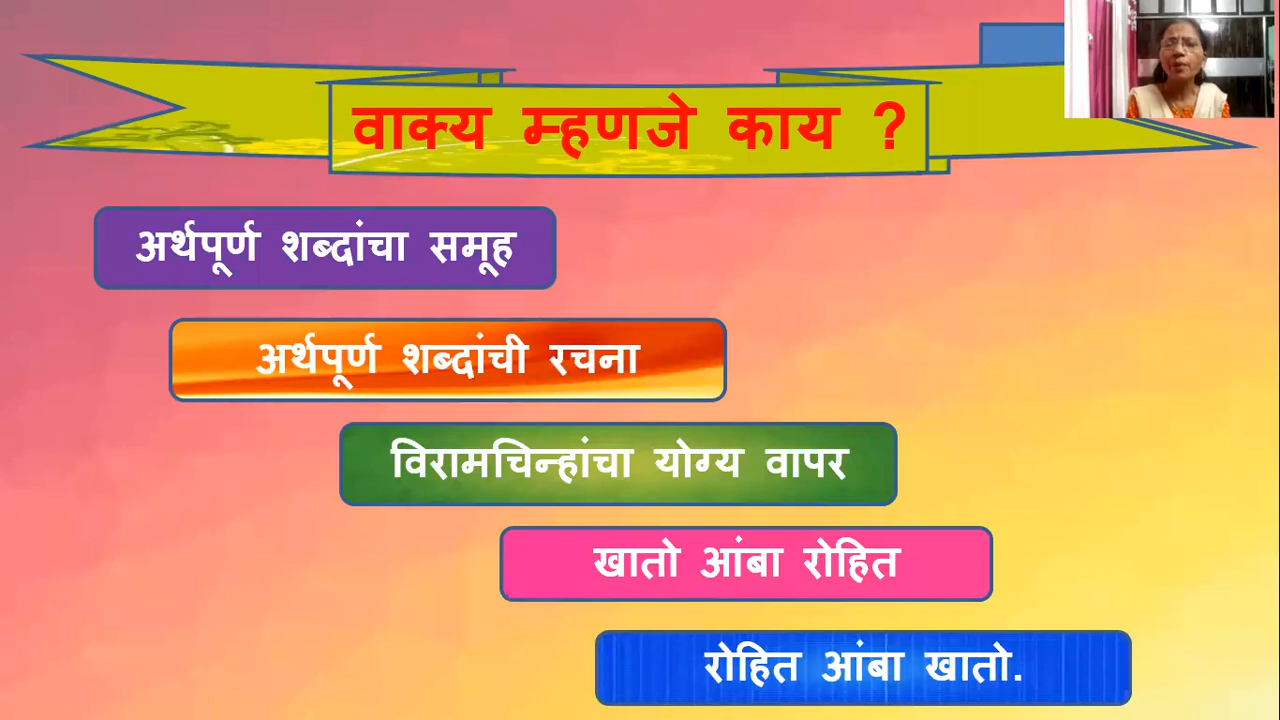 वाक्य म्हणजे काय ?
अर्थपूर्ण शब्दांचा समूह
अर्थपूर्ण शब्दांची रचना
विरामचिन्हांचा योग्य वापर
खातो आंबा रोहित
रोहित आंबा खातो.